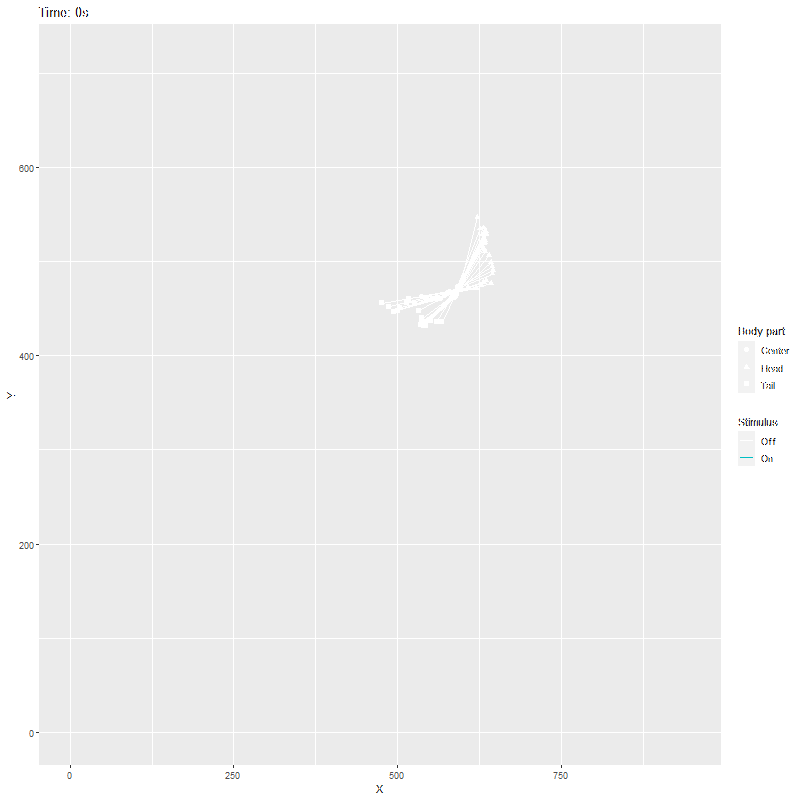 Time: 0s
600
400
200
0
0
250
500
750
X
Y
Body part
Center
Head
Tail
Stimulus
Off
On